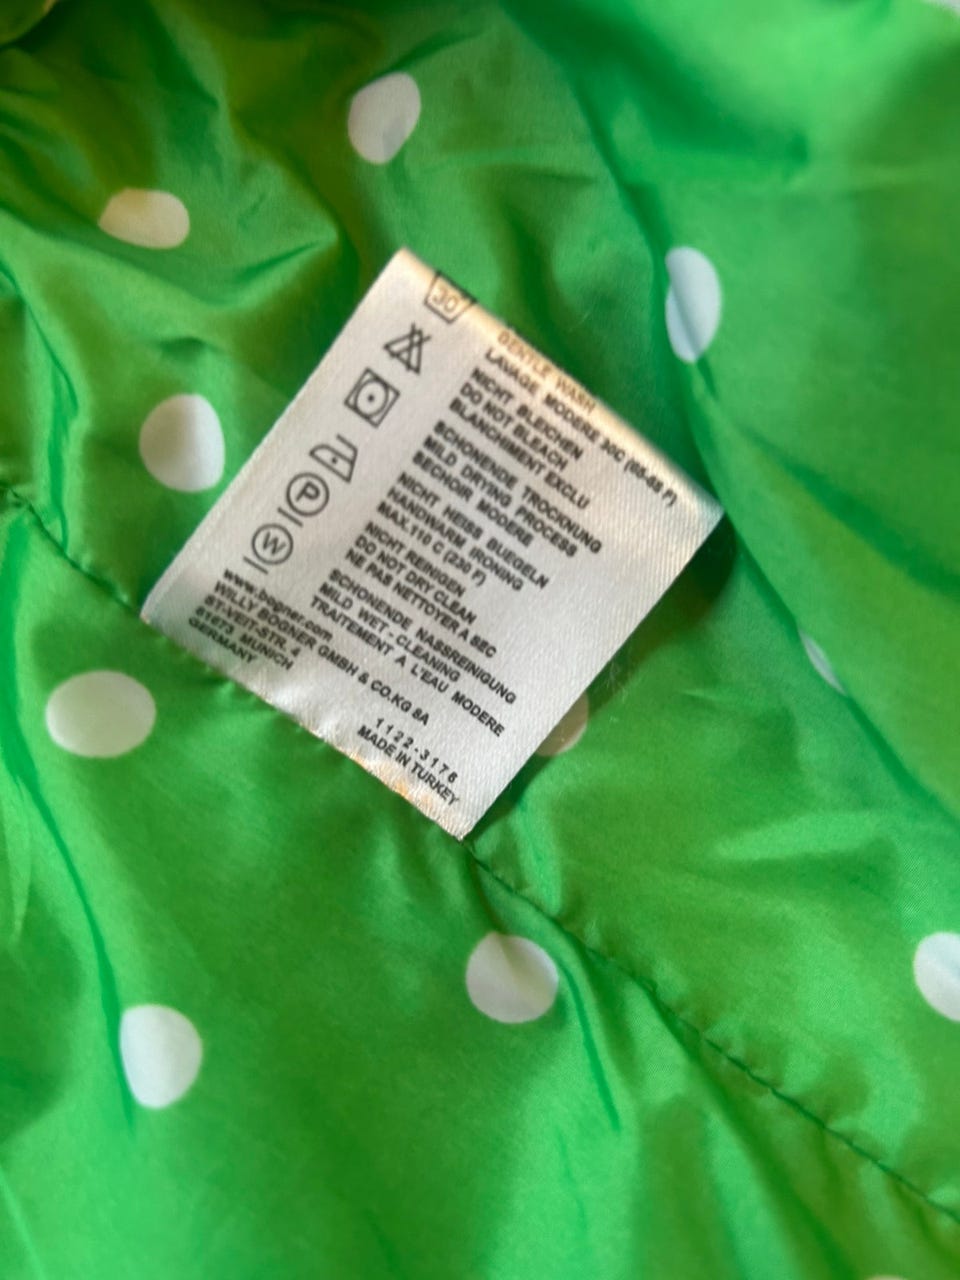 30
GENTLE WASH
LAVAGE MODERE 30C (85-88 F)
NICHT BLEICHEN
DO NOT BLEACH
BLANCHIMENT EXCLU
SCHONENDE TROCKNUNG
MILD DRYING PROCESS
SECHOIR MODERE
NICHT HEISS BUEGELN
HANDWARM IRONING
MAX.110 C (230 F)
P
NICHT REINIGEN
DO NOT DRY CLEAN
NE PAS NETTOYER A SEC
W
SCHONENDE NASSREINIGUNG
MILD WET-CLEANING
TRAITEMENT A L'EAU MODERE
www.bogner.com
WILLY BOGNER GMBH & CO.KG 8A
ST-VEIT-STR. 4
81673 MUNICH
GERMANY
1122-3176
MADE IN TURKEY